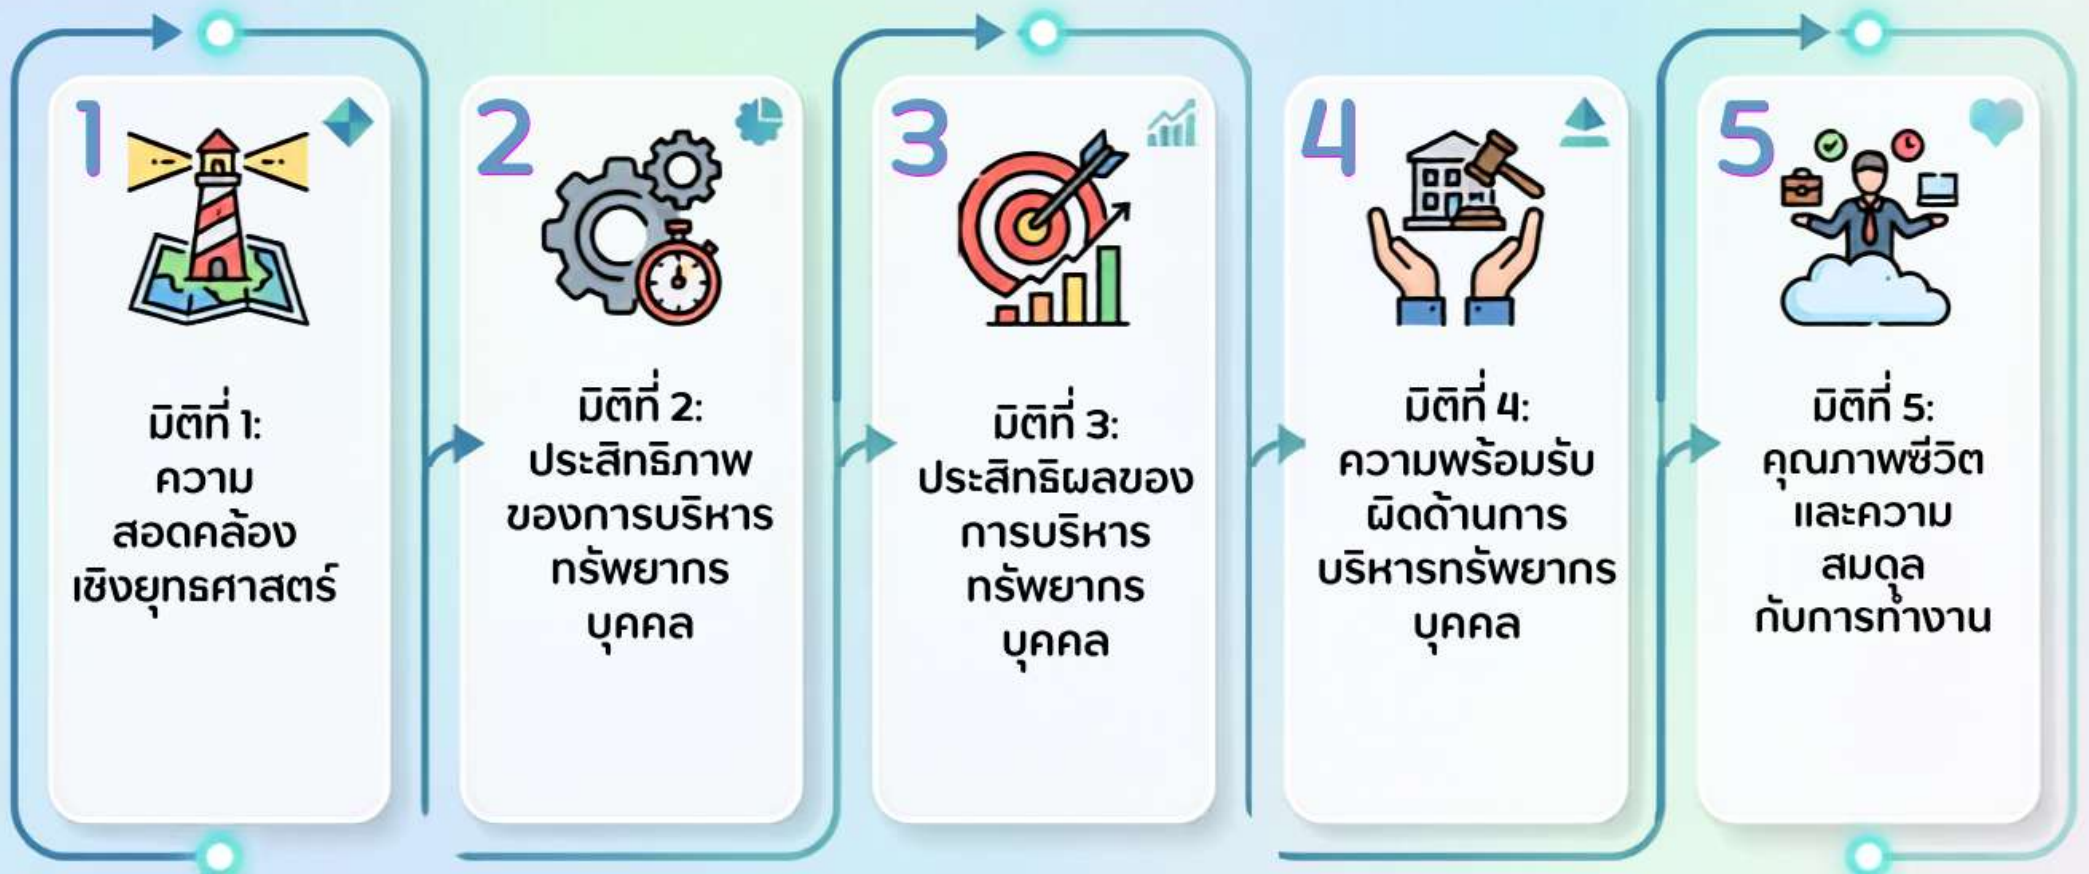 1
มิติที่ 1:
ความ
สอดคล้อง
เชิงยุทธศาสตร์
2
มิติที่ 2:
ประสิทธิภาพ
ของการบริหาร
ทรัพยากร
บุคคล
3
มิติที่ 3:
ประสิทธิผลของ
การบริหาร
ทรัพยากร
บุคคล
4
มิติที่ 4:
ความพร้อมรับ
ผิดด้านการ
บริหารทรัพยากร
บุคคล
5
มิติที่ 5:
คุณภาพชีวิต
และความ
สมดุล
กับการทำงาน